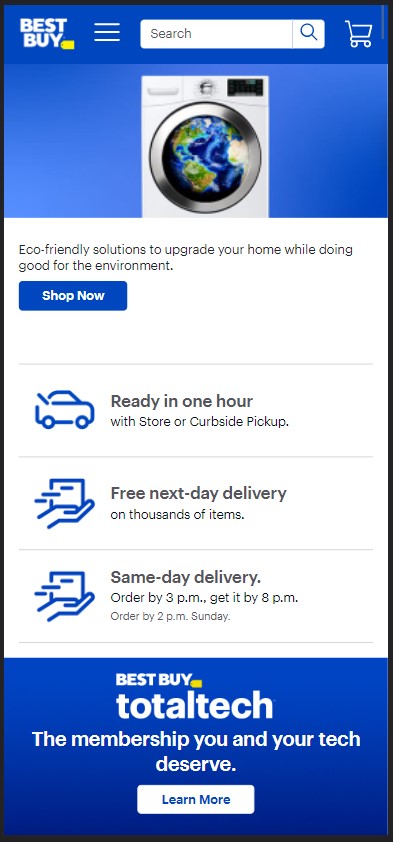 BEST
BUY
Search
Eco-friendly solutions to upgrade your home while doing
good for the environment.
Shop Now
Ready in one hour
with Store or Curbside Pickup.
Free next-day delivery
on thousands of items.
Same-day delivery.
Order by 3 p.m., get it by 8 p.m.
Order by 2 p.m. Sunday.
BEST BUY
totaltech
The membership you and your tech
deserve.
Learn More